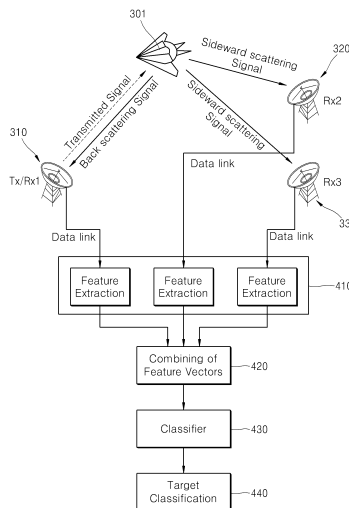 301
Sideward scattering
Signal
320
Transmitted Signal
Back scattering Signal
Sideward scattering
Signal
Rx2
310
Tx/Rx1
Data link
Rx3
Data link
Data link
Feature
Extraction
Feature
Extraction
Feature
Extraction
410
Combining of
Feature Vectors
420
Classifier
430
Target
Classification
440